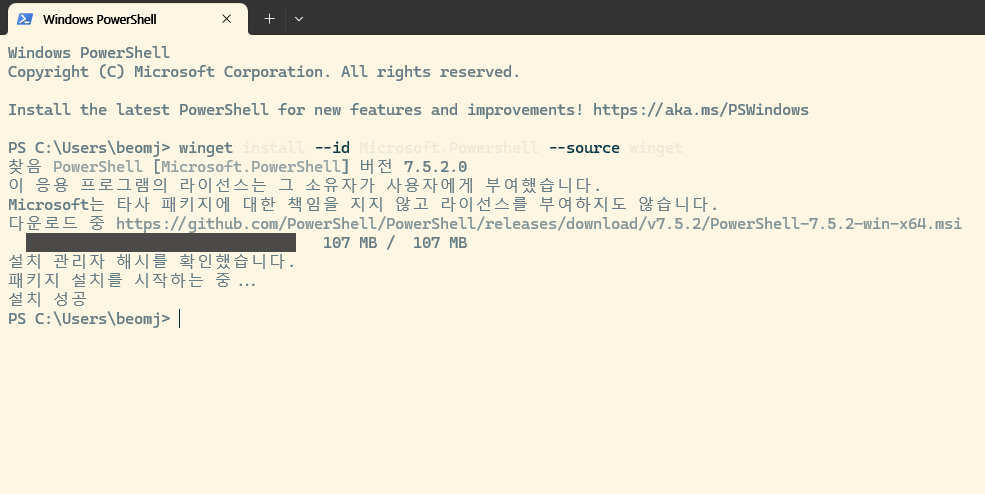 Windows PowerShell
Windows PowerShell
Copyright (C) Microsoft Corporation. All rights reserved.
Install the latest PowerShell for new features and improvements! https://aka.ms/PSWindows
PS C:\Users\beomj> winget install --id Microsoft.Powershell --source winget
찾음 PowerShell [Microsoft.PowerShell] 버전 7.5.2.0
이 응용 프로그램의 라이선스는 그 소유자가 사용자에게 부여했습니다.
Microsoft는 타사 패키지에 대한 책임을 지지 않고 라이선스를 부여하지도 않습니다.
다운로드 중 https://github.com/PowerShell/PowerShell/releases/download/v7.5.2/PowerShell-7.5.2-win-x64.msi
107 MB / 107 MB
설치 관리자 해시를 확인했습니다.
패키지 설치를 시작하는 중...
설치 성공
PS C:\Users\beomj>